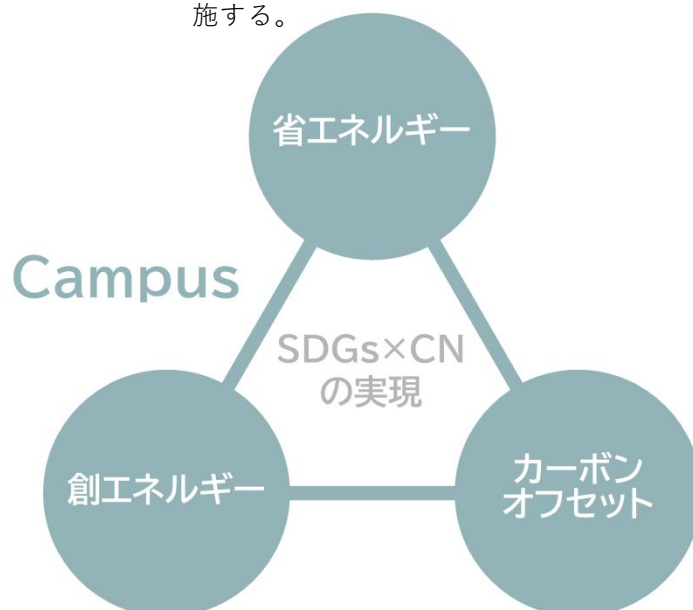 施する。
省エネルギー
Campus
SDGs×CN
の実現
創エネルギー
カーボン
オフセット